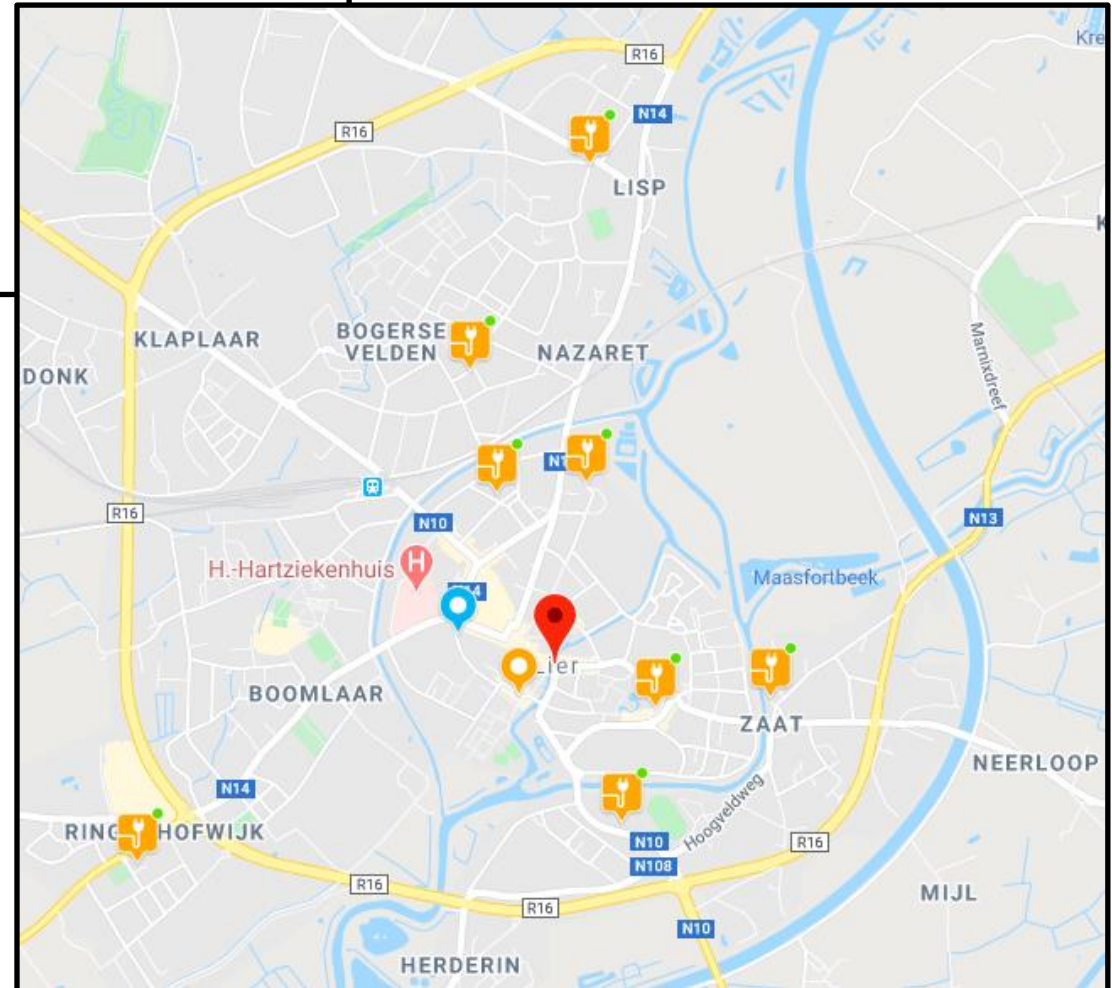 Kre
R16
N14
R16
LISP
K
KLAPLAAR
BOGERSE
VELDEN
NAZARET
DONK
Marnixdreef
R16
N10
N13
H.-Hartziekenhuis
H
Maasfortbeek
Lier
BOOMLAAR
ZAAT
NEERLOOP
N14
Hoogveldweg
RING HOFWIJK
N10
R16
N108
R16
R16
MIJL
N10
HERDERIN